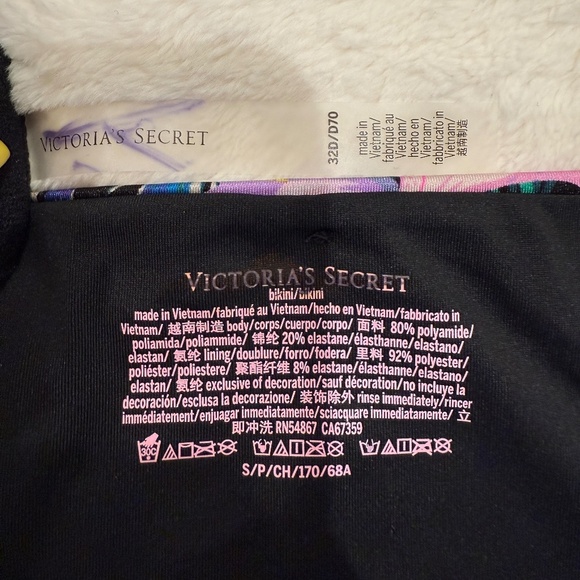 VICTORIA'S SECRET
32D/D70
made in
Vietnam/
fabriqué au
Vietnam/
hecho en
Vietnam/
fabbricato in
越南制造
VICTORIA'S SECRET
bikini/bikini
made in Vietnam/fabriqué au Vietnam/hecho en Vietnam/fabbricato in
Vietnam/ 越南制造 body/corps/cuerpo/corpo/ 面料 80% polyamide/
poliamida/poliammide/ 锦纶 20% elastane/élasthanne/elastano/
elastan/ 氨纶 lining/doublure/forro/fodera/ 里料 92% polyester/
poliéster/poliestere/ 聚酯纤维 8% elastane/élasthanne/elastano/
elastan/ 氨纶 exclusive of decoration/sauf décoration/no incluye la
decoración/esclusa la decorazione/ 装饰除外 rinse immediately/rincer
immédiatement/enjuagar inmediatamente/sciacquare immediatamente/ 立
即冲洗 RN54867 CA67359
30C
S/P/CH/170/68A